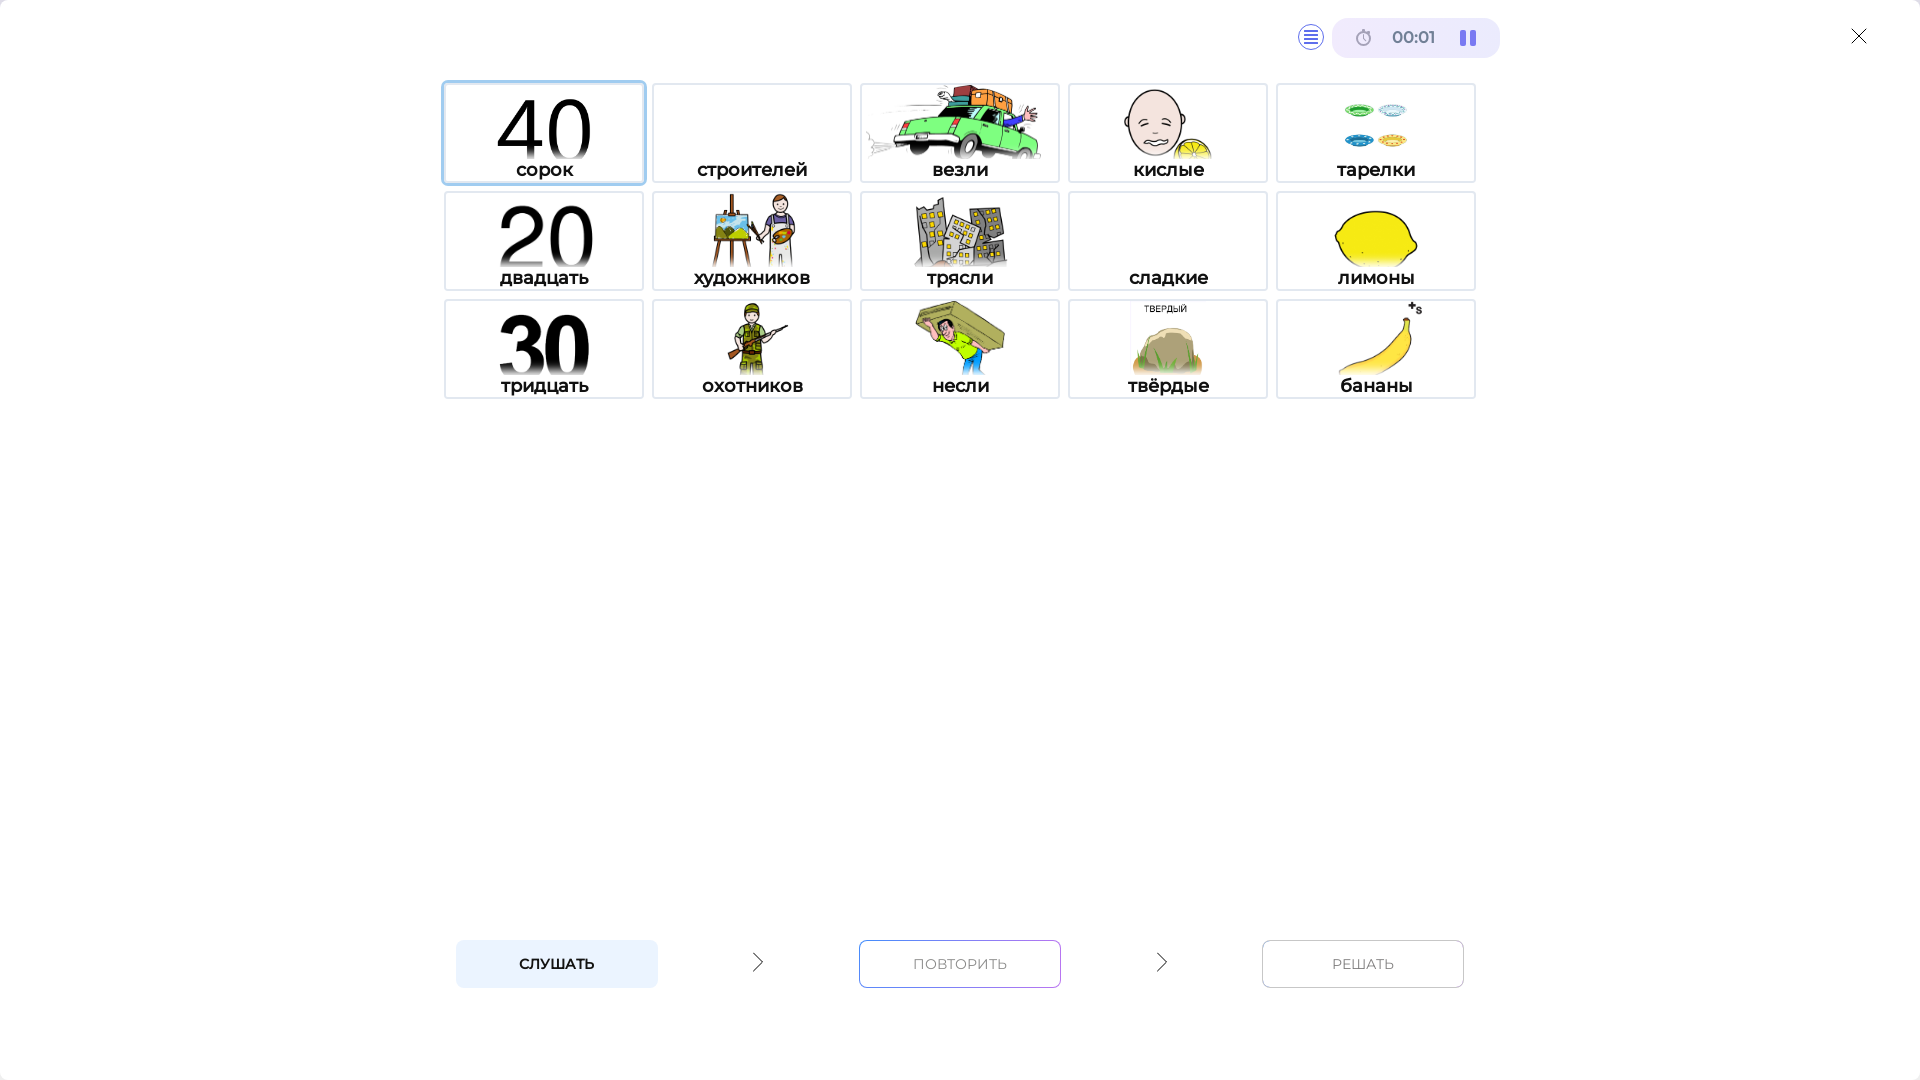 00:01
40
сорок
строителей
везли
кислые
тарелки
20
двадцать
художников
трясли
сладкие
лимоны
30
тридцать
охотников
несли
ТВЕРДЫЙ
твёрдые
+s
бананы
СЛУШАТЬ
ПОВТОРИТЬ
РЕШАТЬ